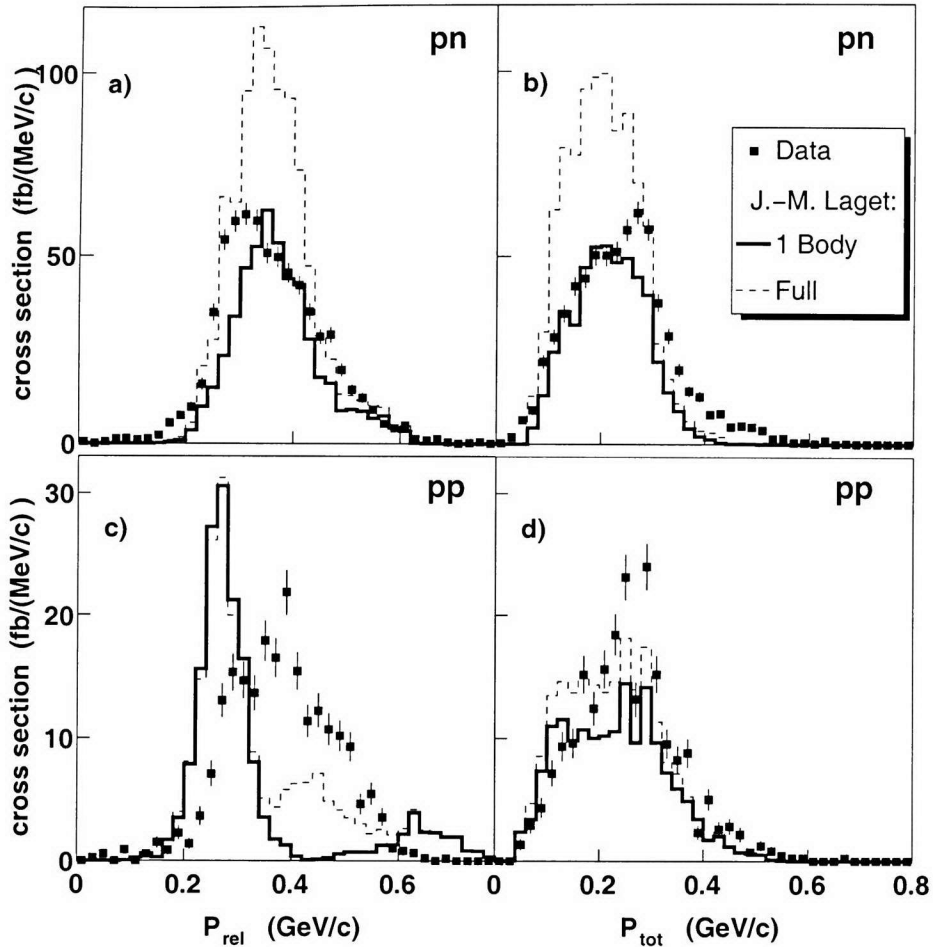 pn
pn
a)
b)
cross section (fb/(MeV/c))
100
50
0
Data
J.-M. Laget:
1 Body
Full
pp
pp
c)
d)
cross section (fb/(MeV/c))
30
20
10
0
0 0.2 0.4 0.6 0 0.2 0.4 0.6 0.8
P_rel (GeV/c) P_tot (GeV/c)